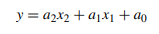 y = a₂x₂ + a₁x₁ + a₀